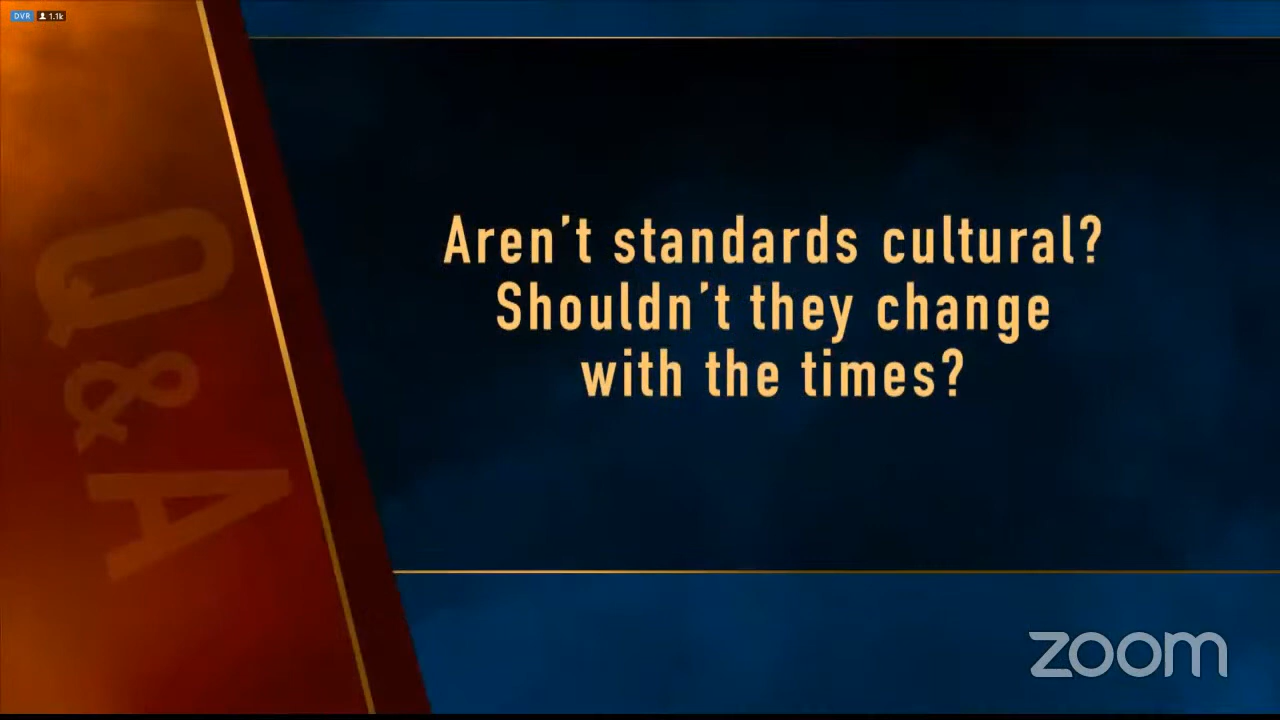 DVR 1.1k
Q&A
Aren't standards cultural?
Shouldn't they change
with the times?
zoom